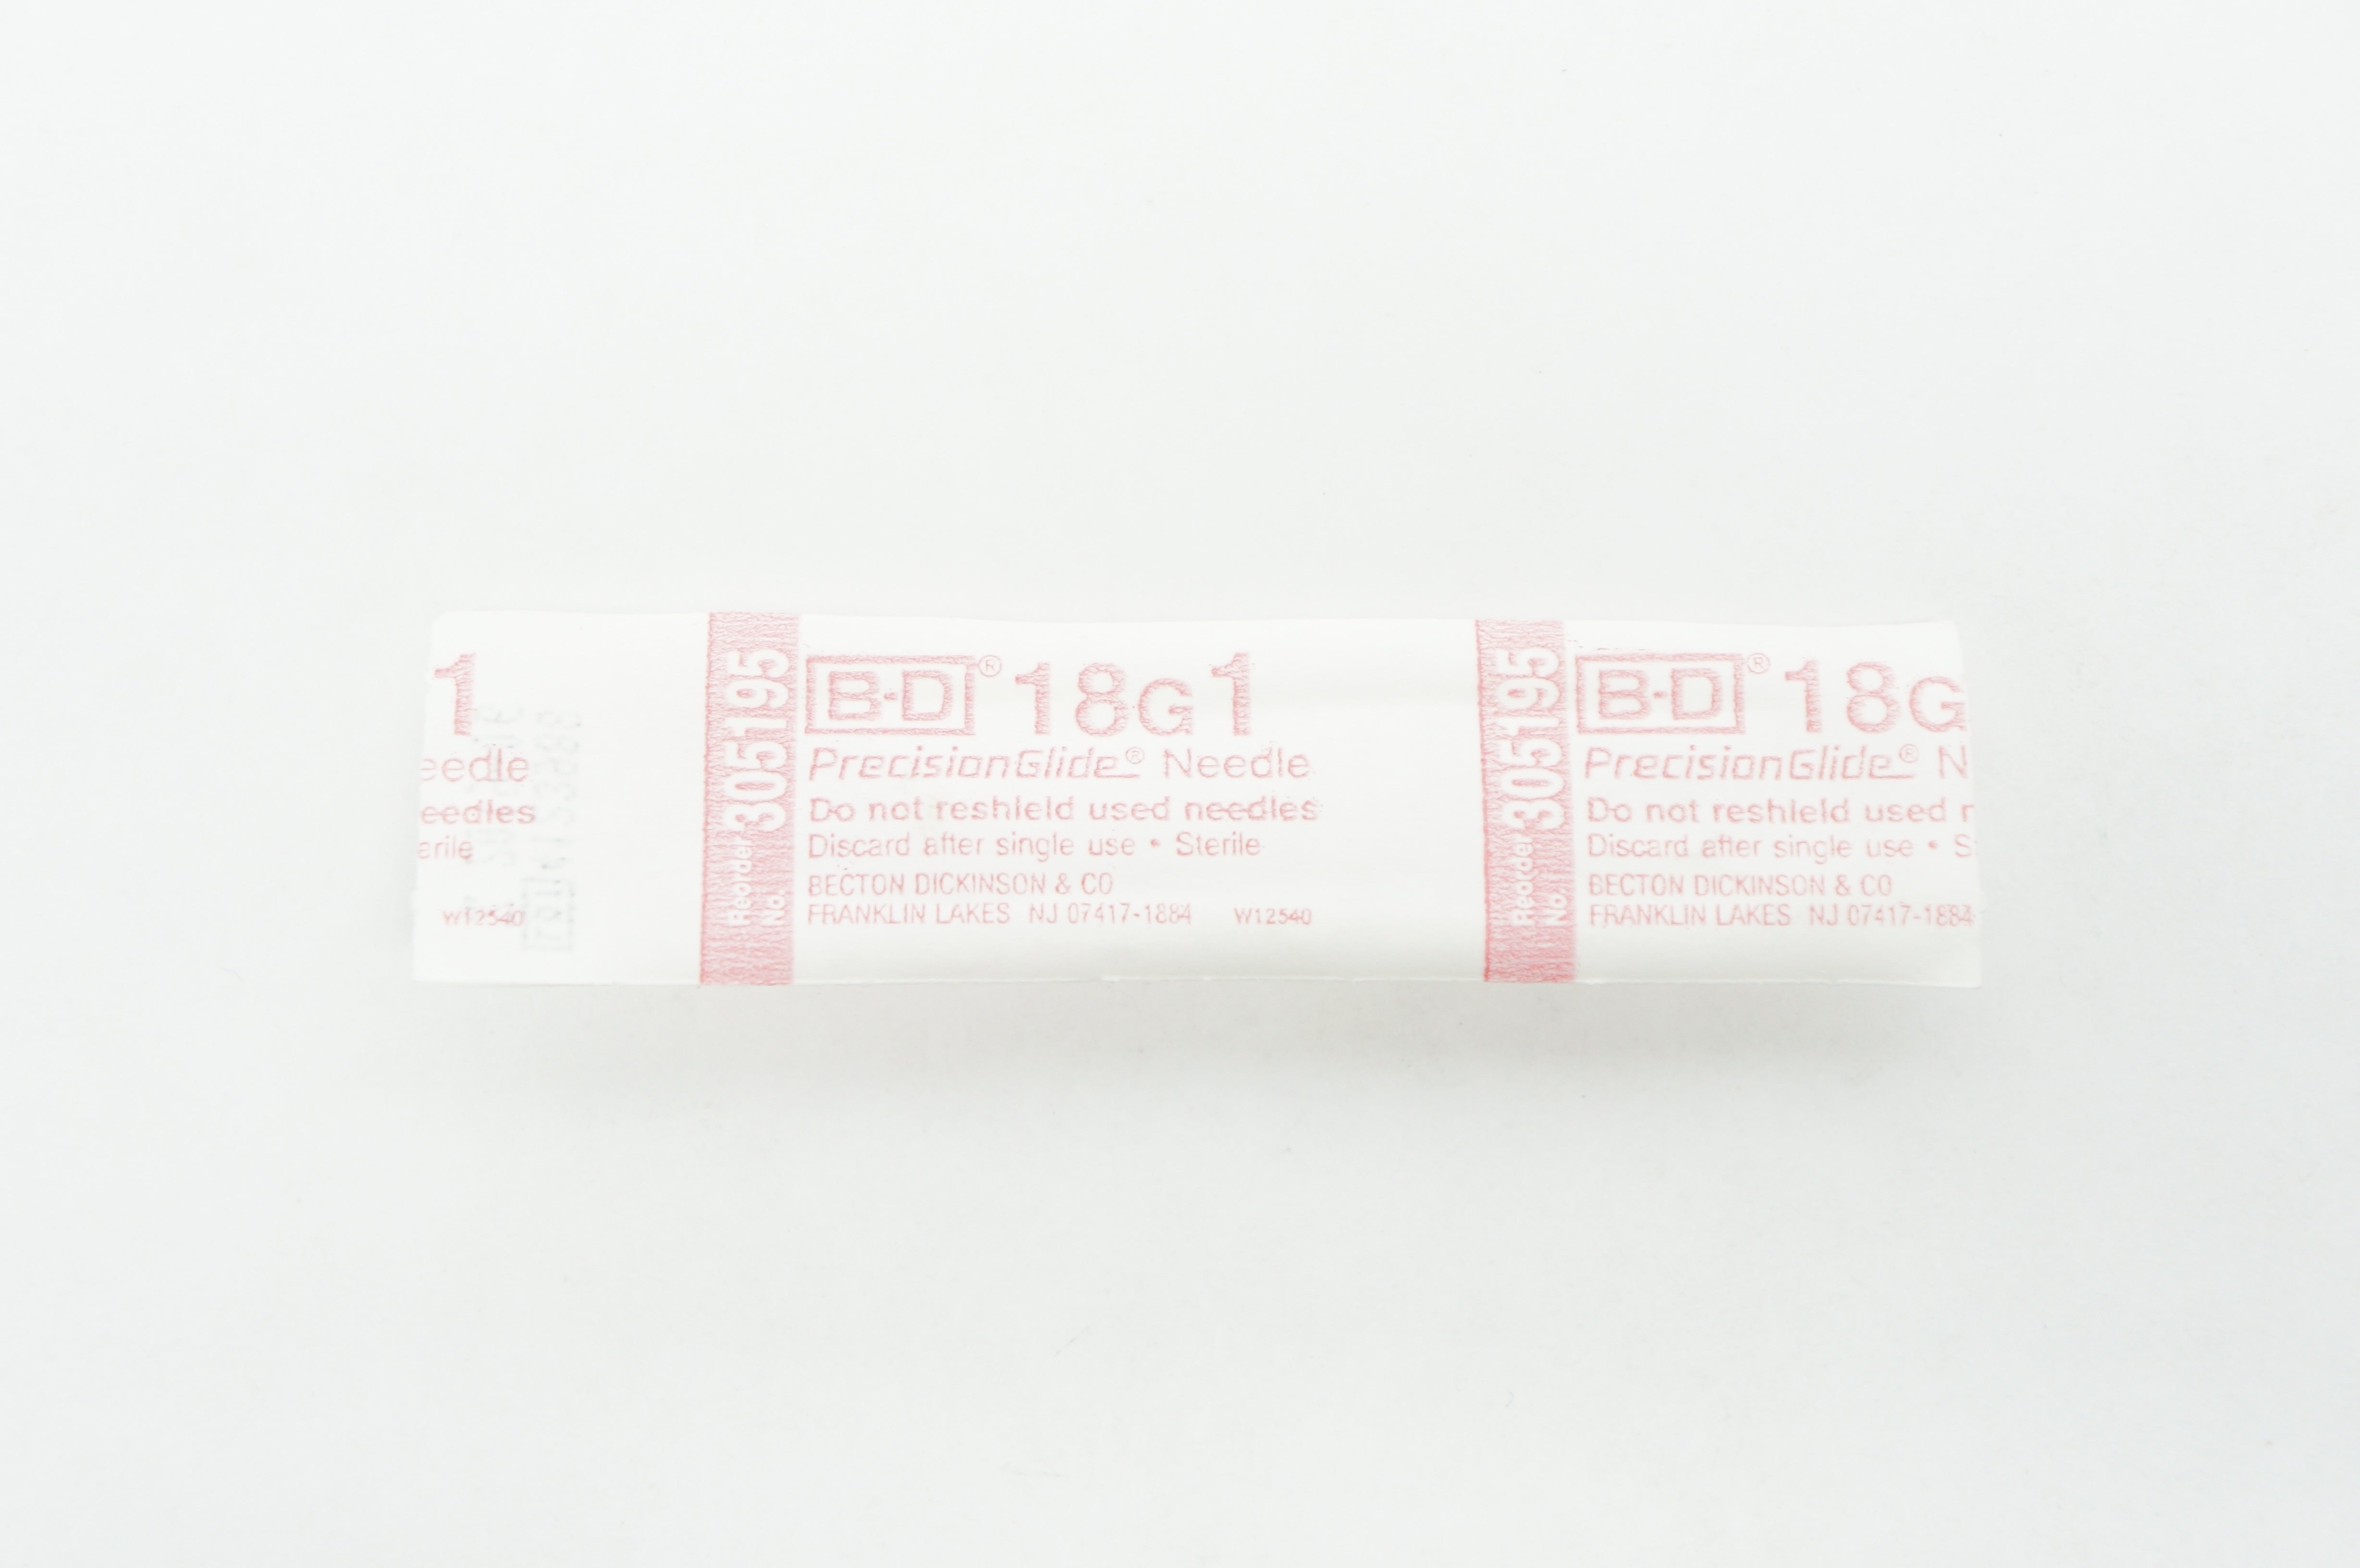 1
eedle
eedles
erile
W12540
Reorder No. 305195
B-D® 18G1
PrecisionGlide® Needle
Do not reshield used needles
Discard after single use • Sterile
BECTON DICKINSON & CO
FRANKLIN LAKES NJ 07417-1884 W12540
Reorder No. 305195
B-D® 18G
PrecisionGlide® N
Do not reshield used n
Discard after single use • S
BECTON DICKINSON & CO
FRANKLIN LAKES NJ 07417-1884